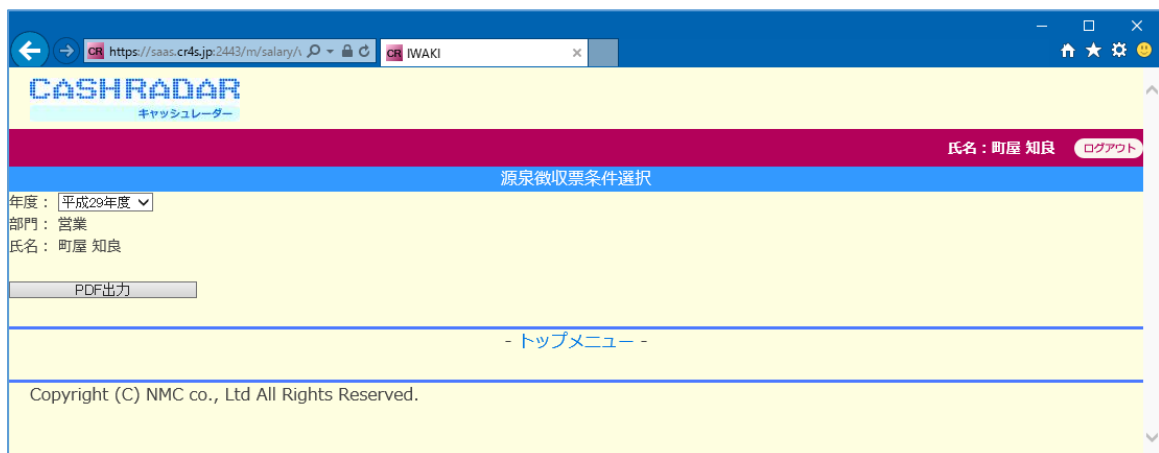 https://saas.cr4s.jp:2443/m/salary/
CR IWAKI
CASHRADAR
キャッシュレーダー
氏名：町屋 知良 ログアウト
源泉徴収票条件選択
年度： 平成29年度
部門： 営業
氏名： 町屋 知良
PDF出力
- トップメニュー -
Copyright (C) NMC co., Ltd All Rights Reserved.